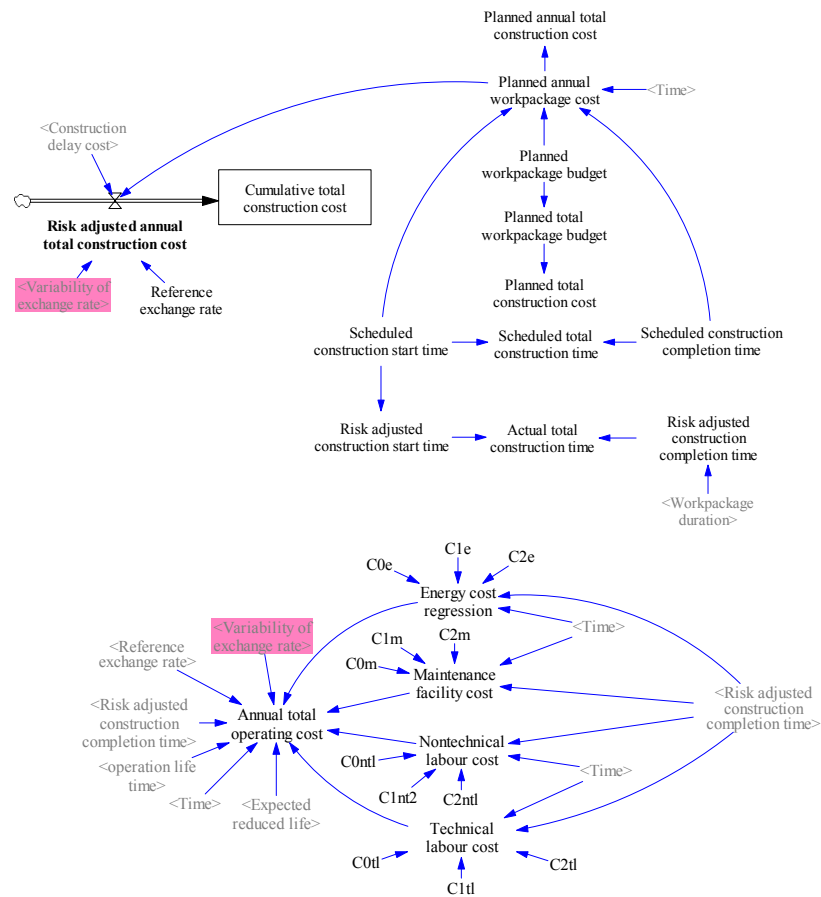 Planned annual total
construction cost
Planned annual
workpackage cost
<Time>
<Construction
delay cost>
Planned
workpackage budget
Cumulative total
construction cost
Risk adjusted annual
total construction cost
Planned total
workpackage budget
<Variability of
exchange rate>
Reference
exchange rate
Planned total
construction cost
Scheduled
construction start time
Scheduled total
construction time
Scheduled construction
completion time
Risk adjusted
construction start time
Actual total
construction time
Risk adjusted
construction
completion time
<Workpackage
duration>
C0e
C1e
C2e
Energy cost
regression
<Time>
<Variability of
exchange rate>
<Reference
exchange rate>
C1m
C2m
C0m
Maintenance
facility cost
<Risk adjusted
construction
completion time>
<Risk adjusted
construction
completion time>
Annual total
operating cost
Nontechnical
labour cost
C0ntl
<operation life
time>
<Time>
C1nt2
C2ntl
<Time>
<Expected
reduced life>
Technical
labour cost
C0tl
C1tl
C2tl